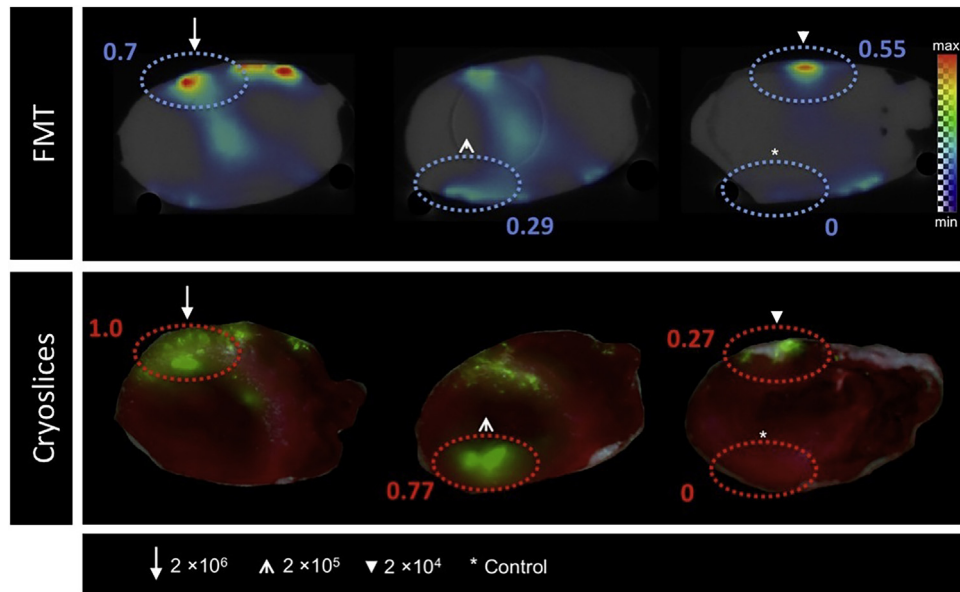 FMT
0.7
0.29
0.55
0
max
min
Cryoslices
1.0
0.77
0.27
*
0
*
2 ×10⁶
2 ×10⁵
2 ×10⁴
* Control